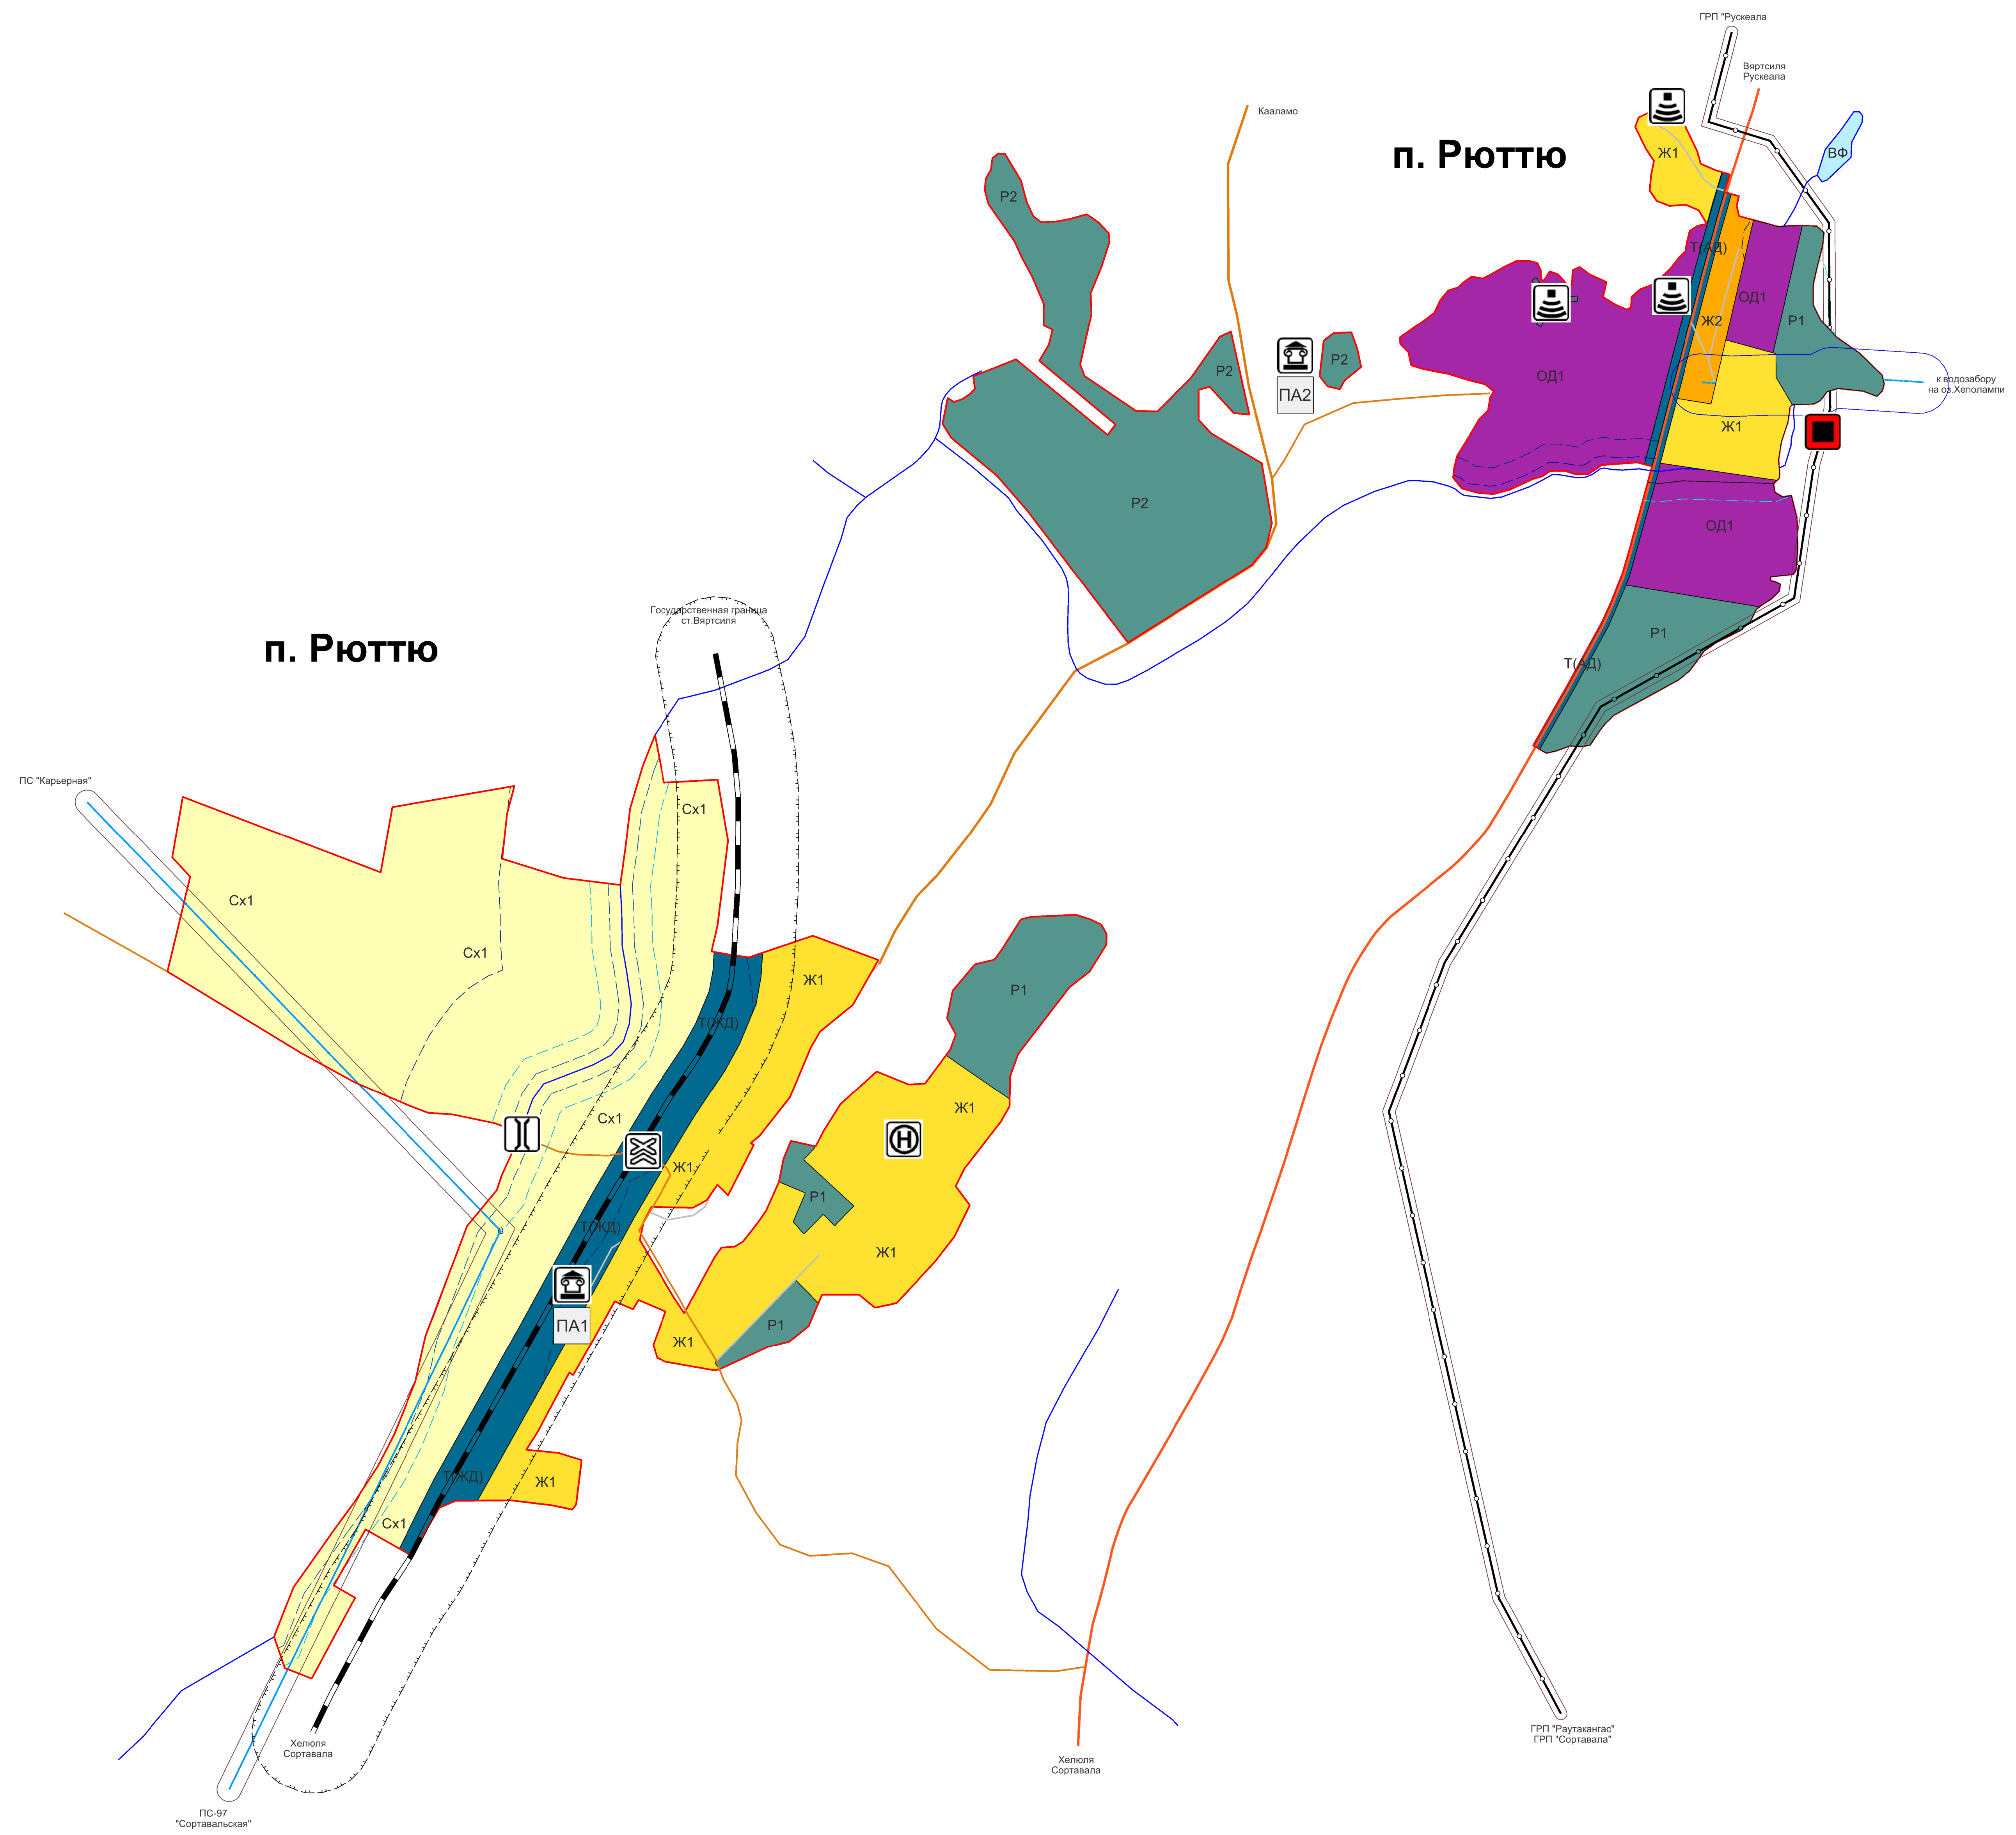 ГРП "Рускеала
Вяртсиля
Рускеала
Кааламо
п. Рюттю
Ж1
ВФ
Р2
Т(АД)
ОД1
Ж2
Р1
Р2
Р2
ПА2
ОД1
к водозабору
на оз.Хеполампи
Ж1
Р2
ОД1
Р1
Т(АД)
Государственная граница
ст.Вяртсиля
п. Рюттю
ПС "Карьерная"
Сх1
Сх1
Сх1
Ж1
Р1
Т(ЖД)
Сх1
Ж1
Н
Ж1
Р1
Т(ЖД)
Ж1
ПА1
Р1
Ж1
Т(ЖД)
Ж1
Сх1
Хелюля
Сортавала
Хелюля
Сортавала
ГРП "Раутакангас"
ГРП "Сортавала"
ПС-97
"Сортавальская"